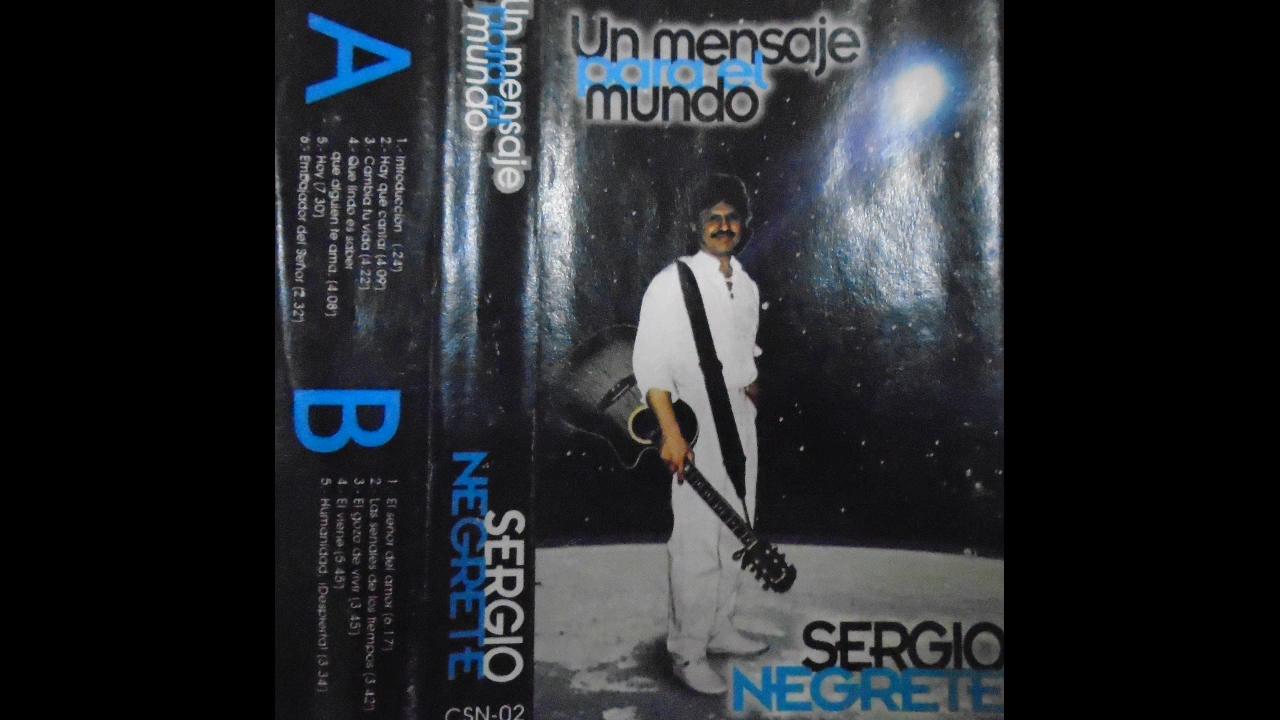 A
1.- Introducción (.24')
2.- Hay que cantar (4.09')
3.- Cambia tu vida (4.22')
4.- Que lindo es saber
que alguien te ama. (4.08')
5.- Hoy (7.30')
6.- Embajador del Señor (2.32')
B
1 El señor del amor (6.17')
2 Las señales de los tiempos (3.42')
3 - El gozo de vivir (3.45')
4 - El viene (5.45')
5 Humanidad, ¡Despierta! (3.34')
Un mensaje
para el
mundo
SERGIO
NEGRETE
CSN-02
Un mensaje
para el
mundo
SERGIO
NEGRETE